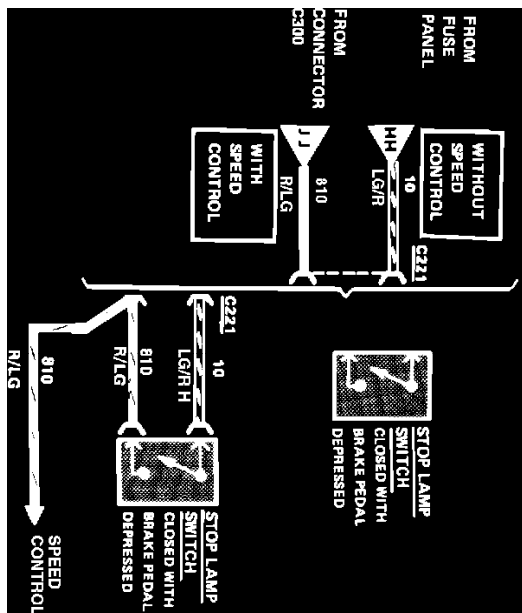 FROM
FUSE
PANEL
FROM
CONNECTOR
C300
HH
JJ
WITHOUT
SPEED
CONTROL
WITH
SPEED
CONTROL
10
LG/R
810
R/LG
C221
C221
10
LG/R H
810
R/LG
810
R/LG
STOP LAMP
SWITCH
CLOSED WITH
BRAKE PEDAL
DEPRESSED
STOP LAMP
SWITCH
CLOSED WITH
BRAKE PEDAL
DEPRESSED
SPEED
CONTROL